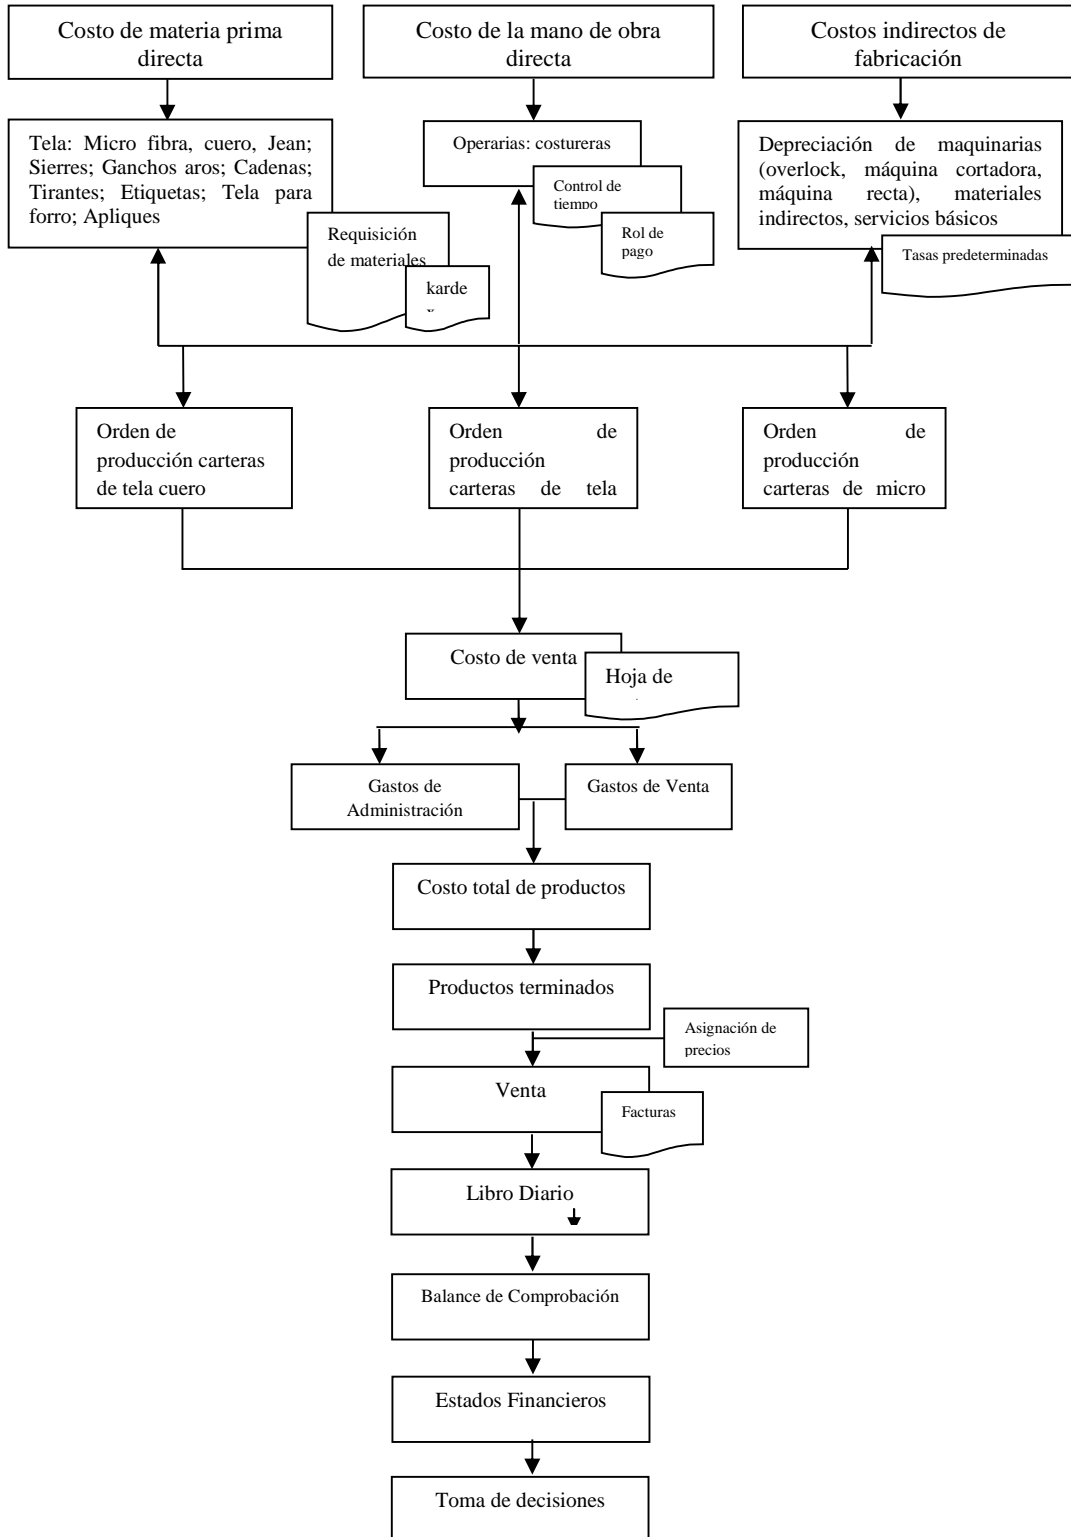 Costo de materia prima
directa
Costo de la mano de obra
directa
Costos indirectos de
fabricación
Tela: Micro fibra, cuero, Jean;
Sierres; Ganchos aros; Cadenas;
Tirantes; Etiquetas; Tela para
forro; Apliques
Requisición
de materiales
karde
Operarias: costureras
Control de
tiempo
Rol de
pago
Depreciación de maquinarias
(overlock, máquina cortadora,
máquina recta), materiales
indirectos, servicios básicos
Tasas predeterminadas
Orden de
producción carteras
de tela cuero
Orden de
producción
carteras de tela
Orden de
producción
carteras de micro
Costo de venta
Hoja de
Gastos de
Administración
Gastos de Venta
Costo total de productos
Productos terminados
Asignación de
precios
Venta
Facturas
Libro Diario
Balance de Comprobación
Estados Financieros
Toma de decisiones